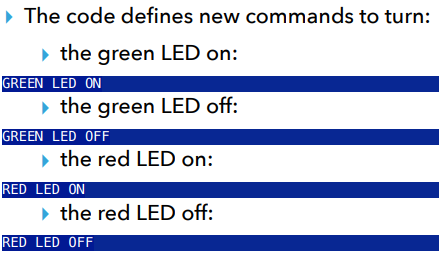 The code defines new commands to turn:
the green LED on:
GREEN LED ON
the green LED off:
GREEN LED OFF
the red LED on:
RED LED ON
the red LED off:
RED LED OFF